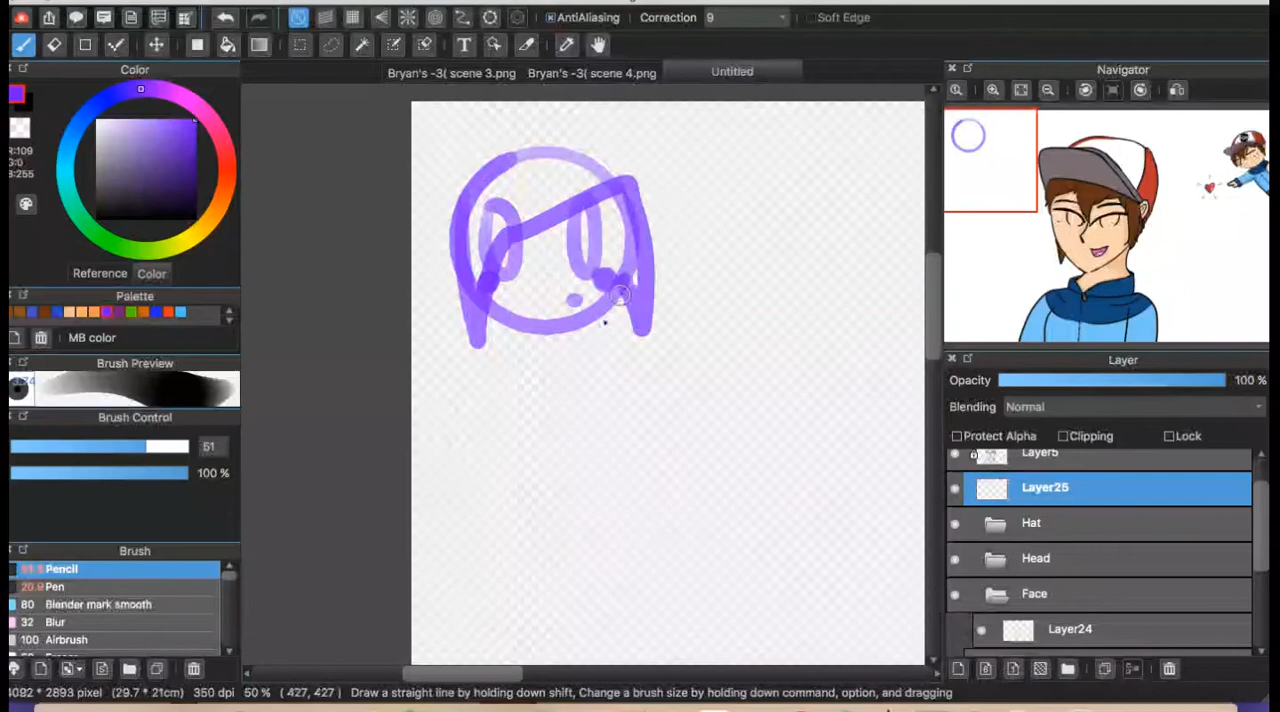 AntiAliasing Correction 9 Soft Edge
Color
Bryan's -3( scene 3.png Bryan's -3( scene 4.png Untitled
Navigator
R:109
G:0
B:255
Reference Color
Palette
MB color
Brush Preview
Brush Control
51
100 %
Brush
Pencil
20.9 Pen
80 Blender mark smooth
32 Blur
100 Airbrush
Layer
Opacity 100 %
Blending Normal
Protect Alpha Clipping Lock
Layer5
Layer25
Hat
Head
Face
Layer24
4092 * 2893 pixel (29.7 * 21cm) 350 dpi 50 % ( 427, 427 ) Draw a straight line by holding down shift, Change a brush size by holding down command, option, and dragging